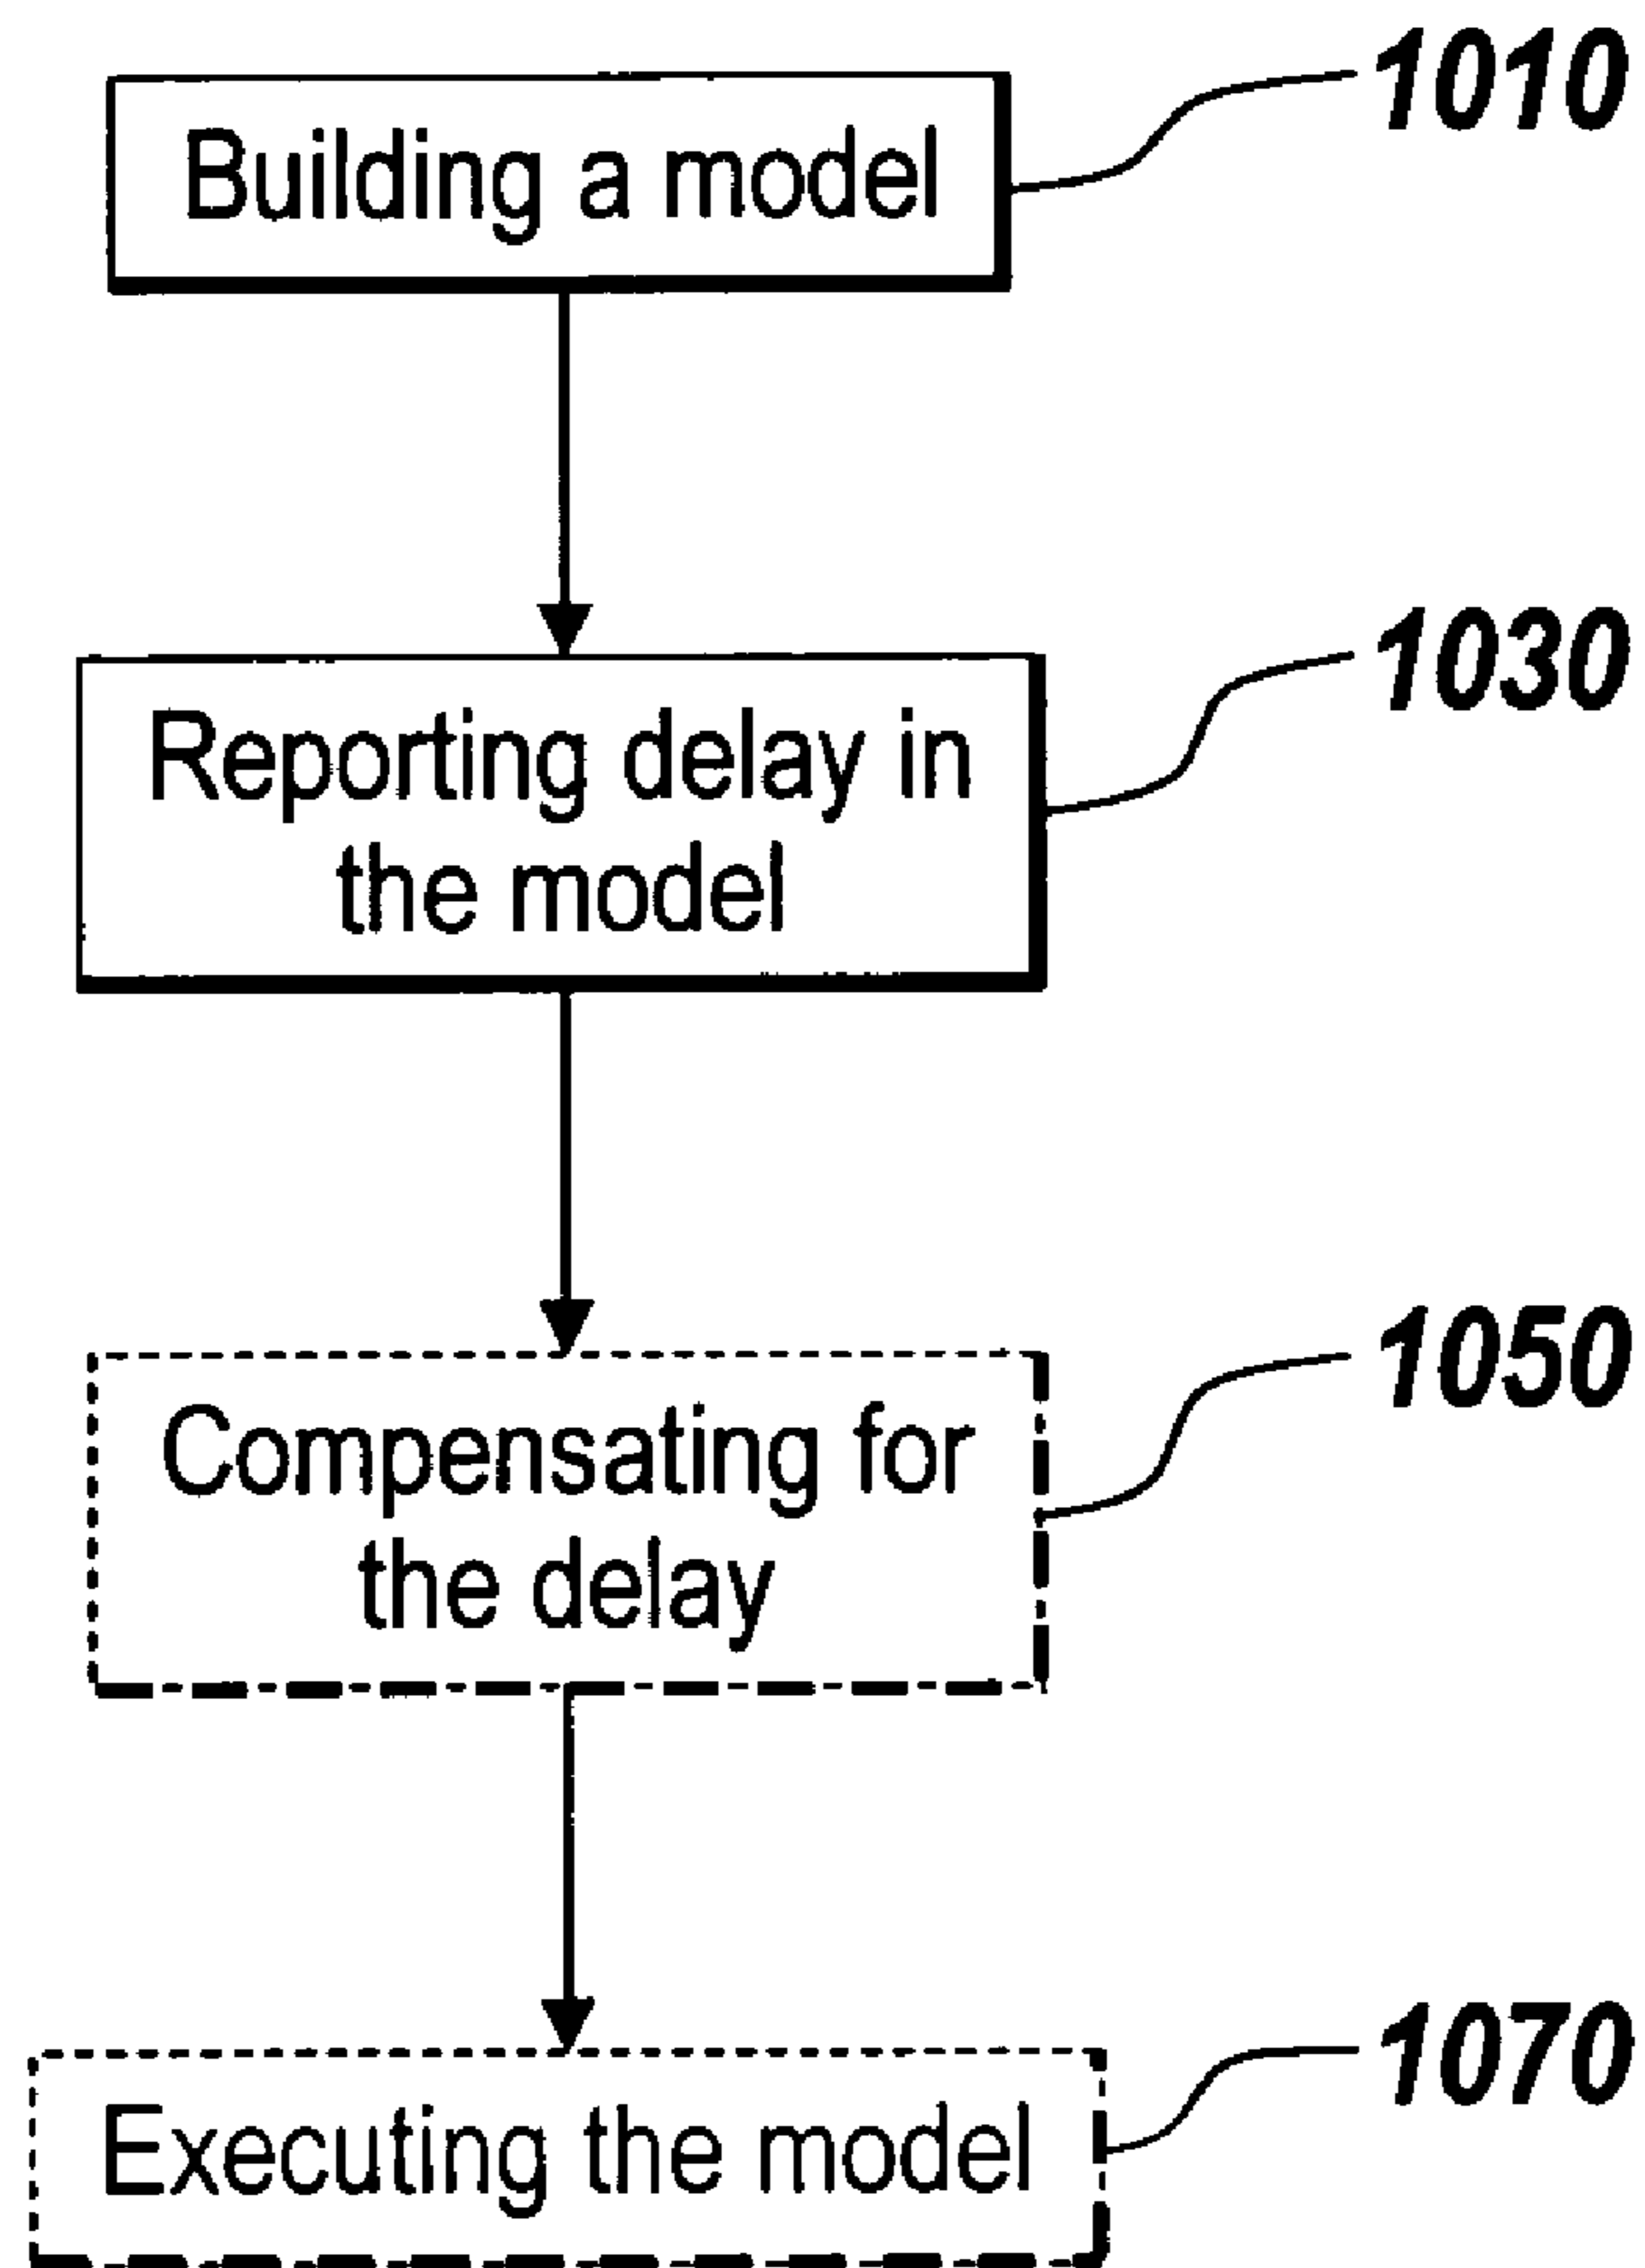 Building a model
1010
Reporting delay in
the model
1030
Compensating for
the delay
1050
Executing the model
1070